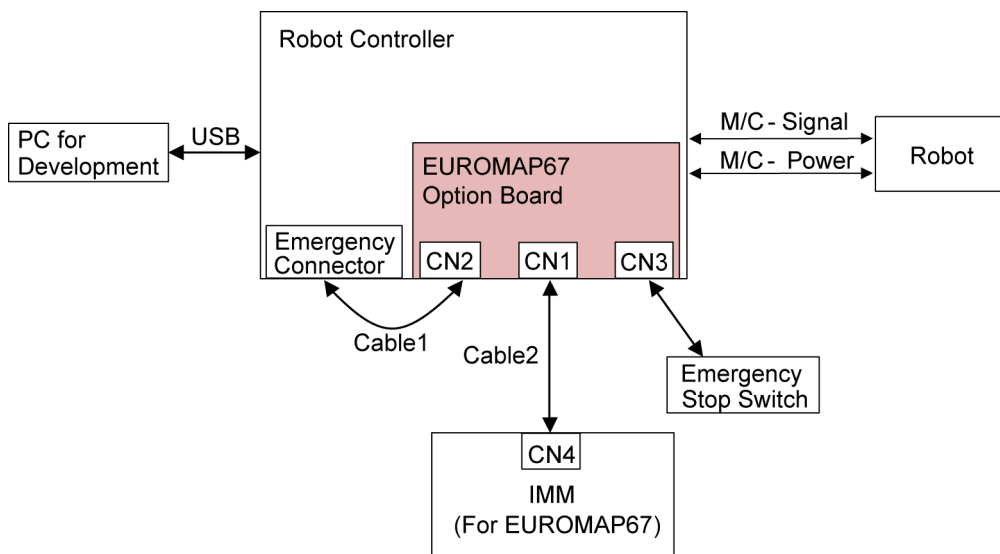 Robot Controller
PC for
Development
USB
EUROMAP67
Option Board
M/C - Signal
M/C - Power
Robot
Emergency
Connector
CN2
CN1
CN3
Cable1
Cable2
Emergency
Stop Switch
CN4
IMM
(For EUROMAP67)